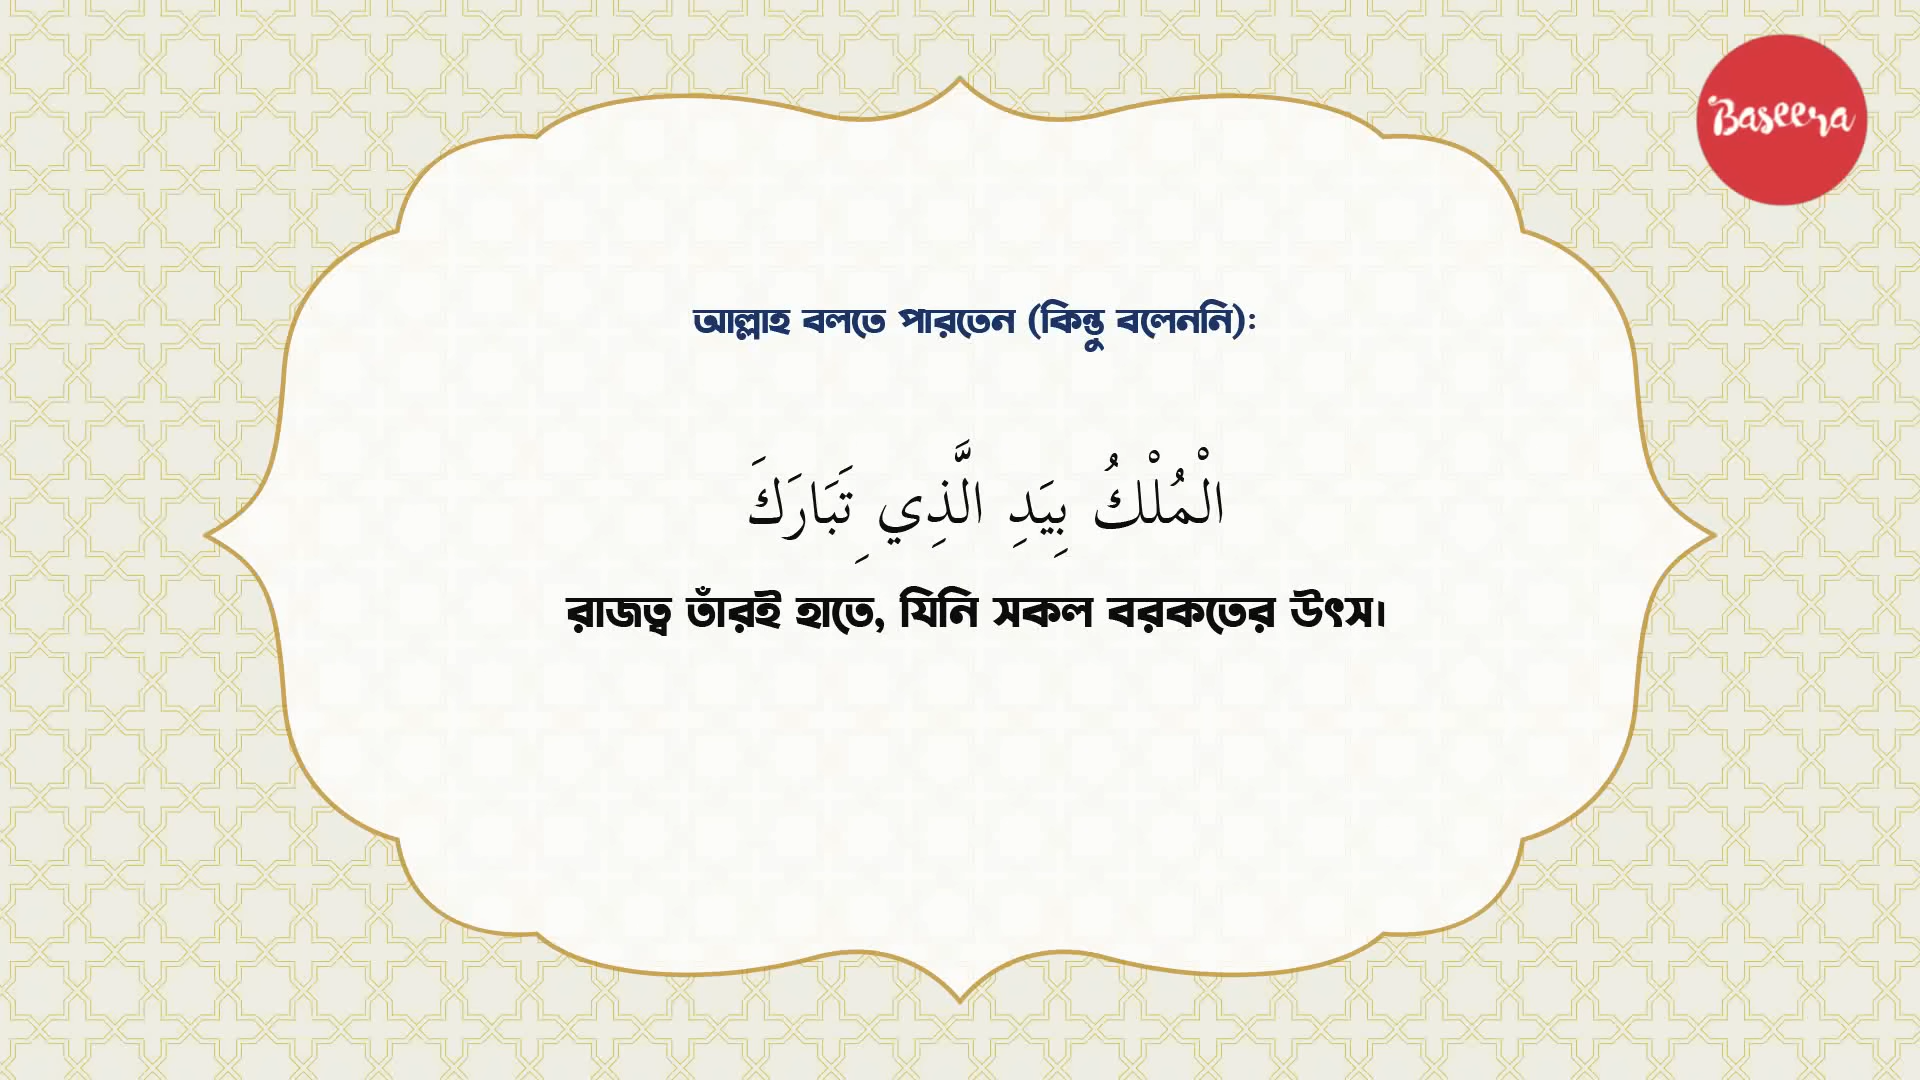 Baseera
আল্লাহ বলতে পারতেন (কিন্তু বলেননি):
الْمُلْكُ بِيَدِ الَّذِي ِتَبَارَكَ
রাজত্ব তাঁরই হাতে, যিনি সকল বরকতের উৎস।